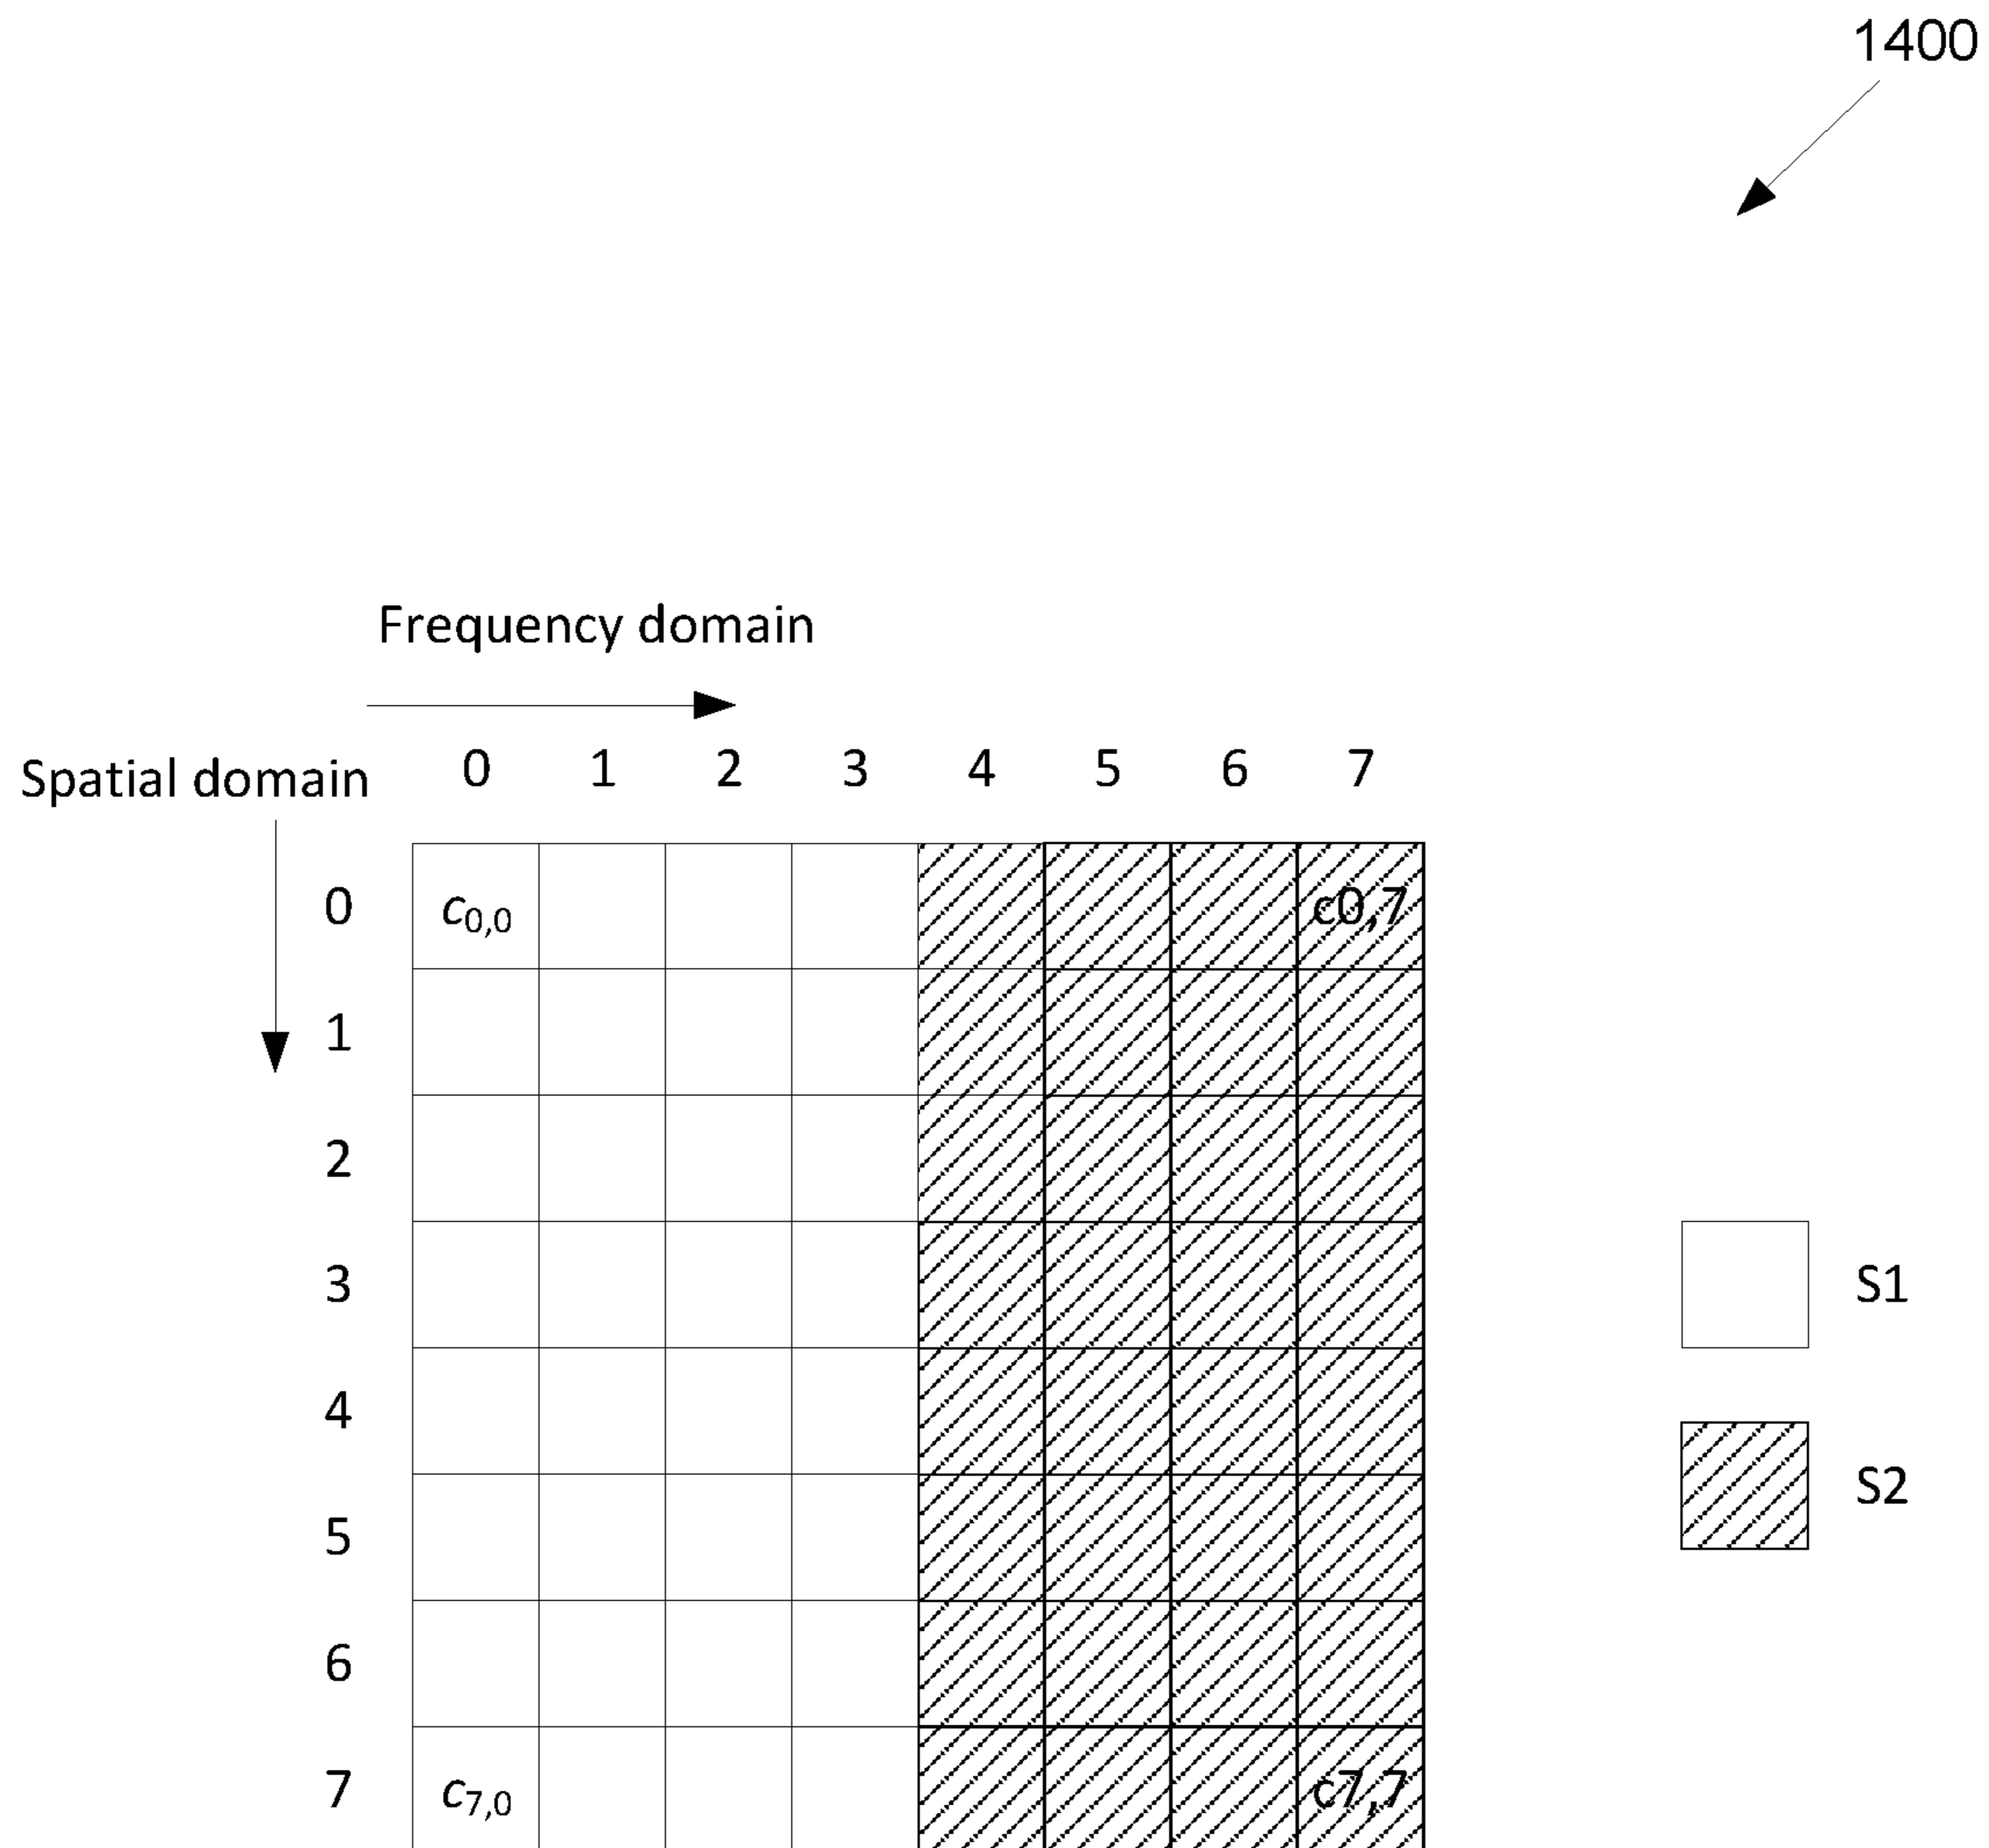 1400
Frequency domain
Spatial domain
0 1 2 3 4 5 6 7
0 c0,0 c0,7
1
2
3 S1
4
5 S2
6
7 c7,0 c7,7